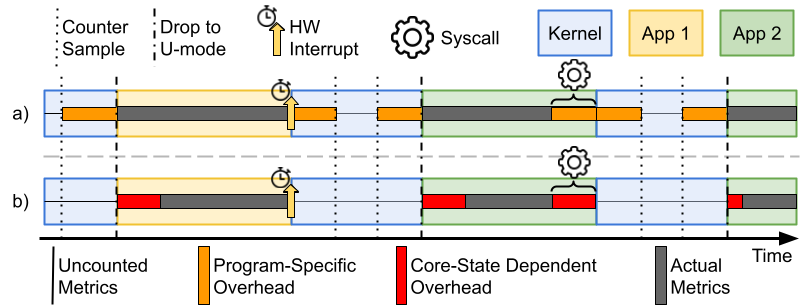 Counter
Sample
Drop to
U-mode
HW
Interrupt
Syscall
Kernel
App 1
App 2
a)
b)
Time
Uncounted
Metrics
Program-Specific
Overhead
Core-State Dependent
Overhead
Actual
Metrics